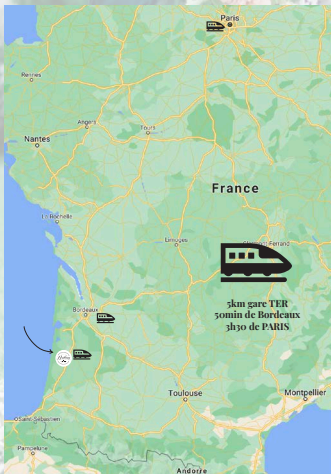 Paris
Rennes
Angers
Tours
Nantes
France
La Rochelle
Limoges
Clermont Ferrand
5km gare TER
50min de Bordeaux
3h30 de PARIS
Bordeaux
Toulouse
Montpellier
San Sébastien
Pampelune
Andorre